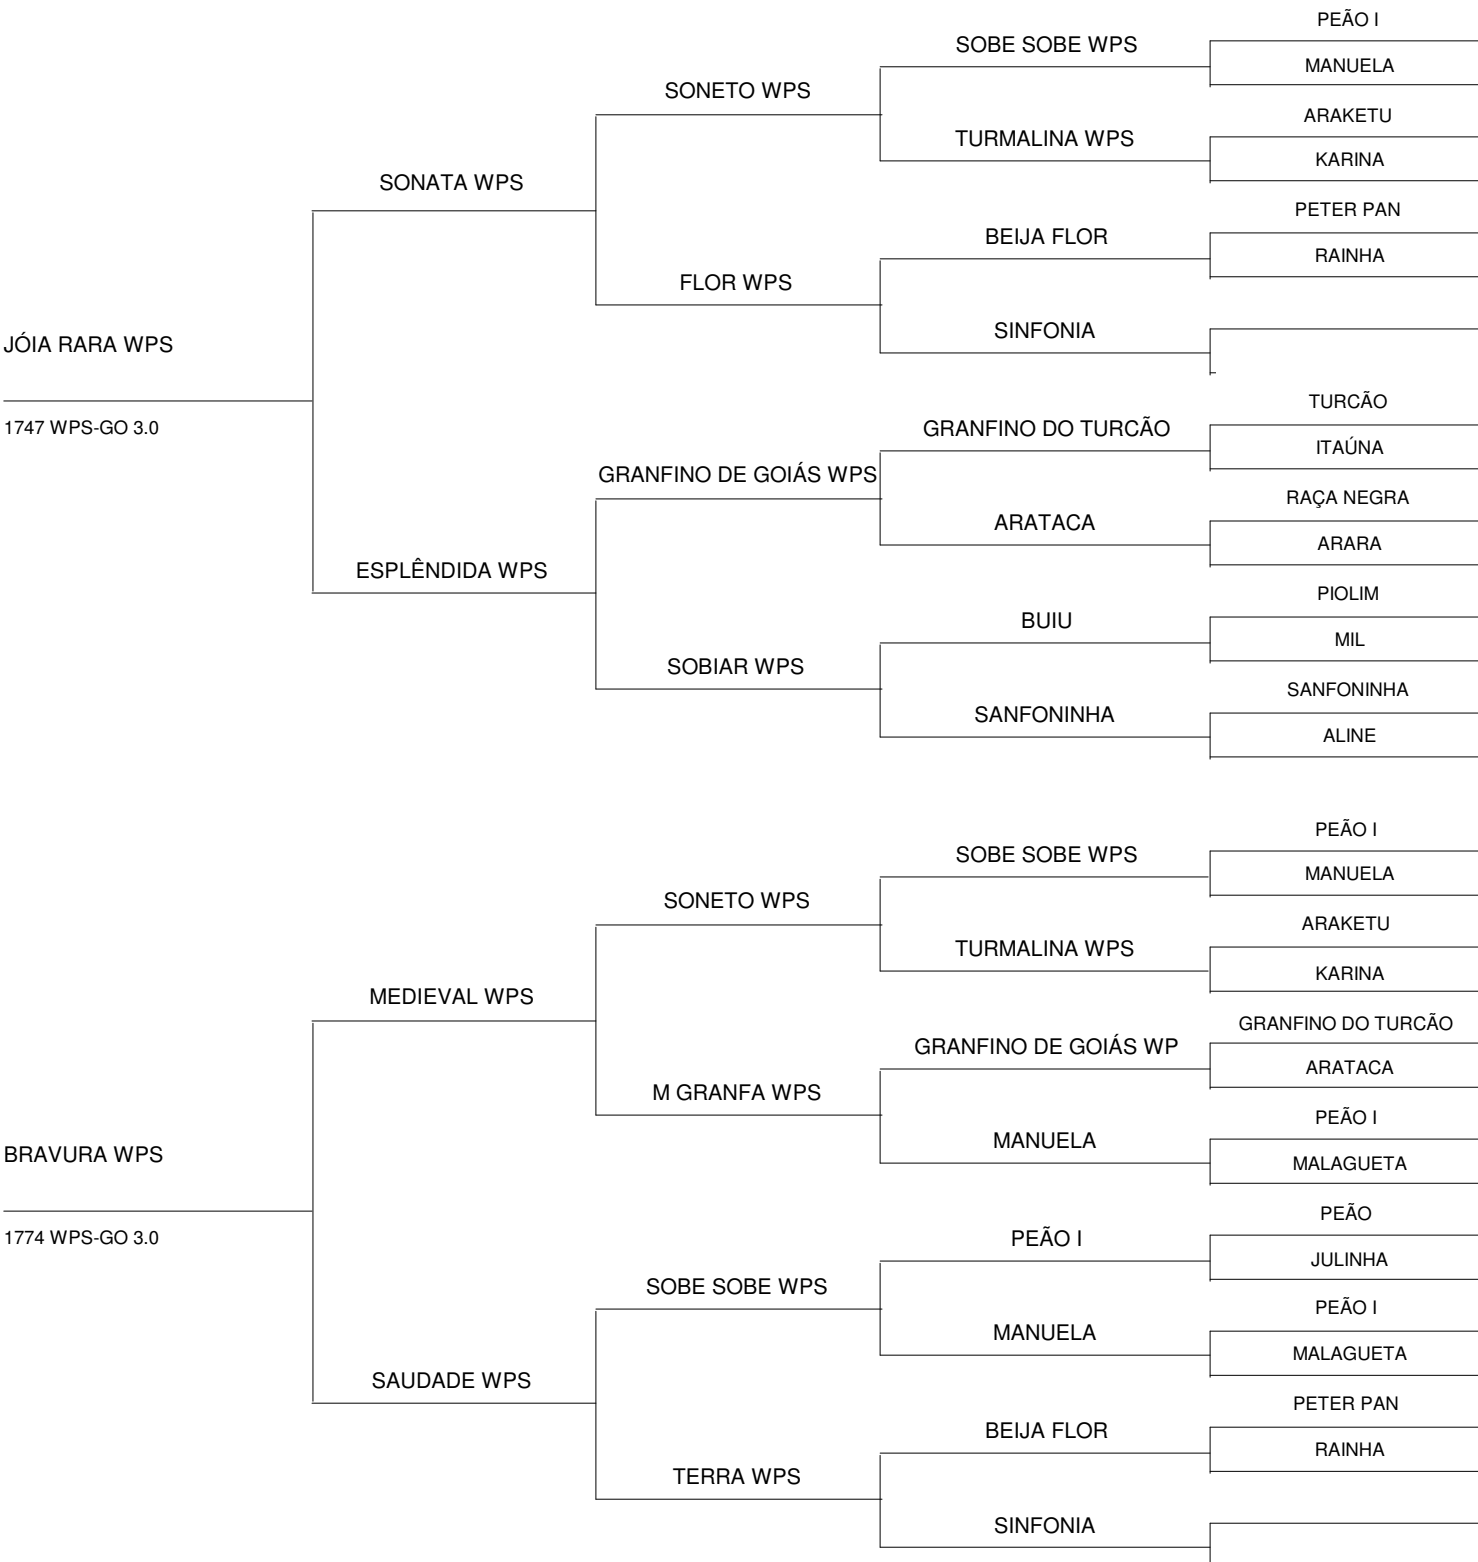 PEÃO I
SOBE SOBE WPS
MANUELA
SONETO WPS
ARAKETU
TURMALINA WPS
KARINA
SONATA WPS
PETER PAN
BEIJA FLOR
RAINHA
FLOR WPS
SINFONIA
JÓIA RARA WPS
TURCÃO
1747 WPS-GO 3.0
GRANFINO DO TURCÃO
ITAÚNA
GRANFINO DE GOIÁS WPS
RAÇA NEGRA
ARATACA
ARARA
ESPLÊNDIDA WPS
PIOLIM
BUIU
MIL
SOBIAR WPS
SANFONINHA
SANFONINHA
ALINE
PEÃO I
SOBE SOBE WPS
MANUELA
SONETO WPS
ARAKETU
TURMALINA WPS
KARINA
MEDIEVAL WPS
GRANFINO DO TURCÃO
GRANFINO DE GOIÁS WP
ARATACA
M GRANFA WPS
PEÃO I
MANUELA
BRAVURA WPS
MALAGUETA
PEÃO
1774 WPS-GO 3.0
PEÃO I
JULINHA
SOBE SOBE WPS
PEÃO I
MANUELA
MALAGUETA
SAUDADE WPS
PETER PAN
BEIJA FLOR
RAINHA
TERRA WPS
SINFONIA